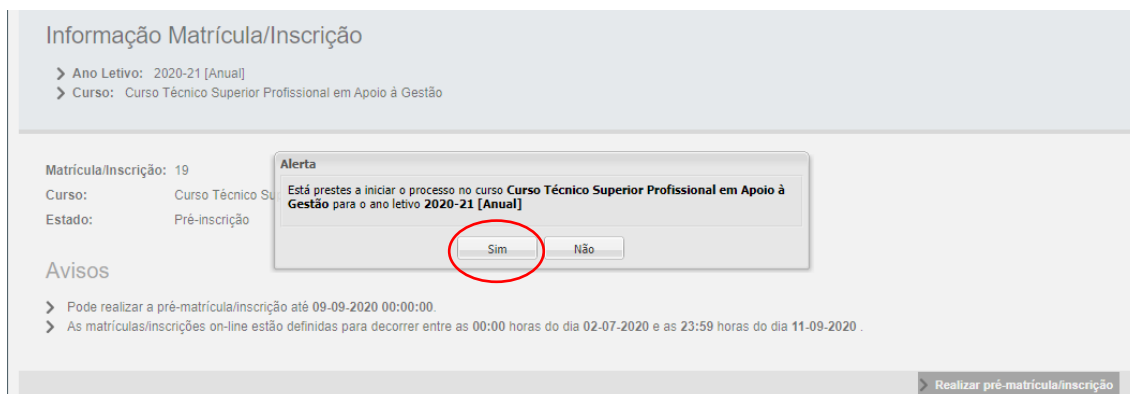 Informação Matrícula/Inscrição
Ano Letivo: 2020-21 [Anual]
Curso: Curso Técnico Superior Profissional em Apoio à Gestão
Matrícula/Inscrição: 19
Curso: Curso Técnico Su
Estado: Pré-inscrição
Alerta
Está prestes a iniciar o processo no curso Curso Técnico Superior Profissional em Apoio à
Gestão para o ano letivo 2020-21 [Anual]
Sim Não
Avisos
Pode realizar a pré-matrícula/inscrição até 09-09-2020 00:00:00.
As matrículas/inscrições on-line estão definidas para decorrer entre as 00:00 horas do dia 02-07-2020 e as 23:59 horas do dia 11-09-2020 .
Realizar pré-matrícula/inscrição